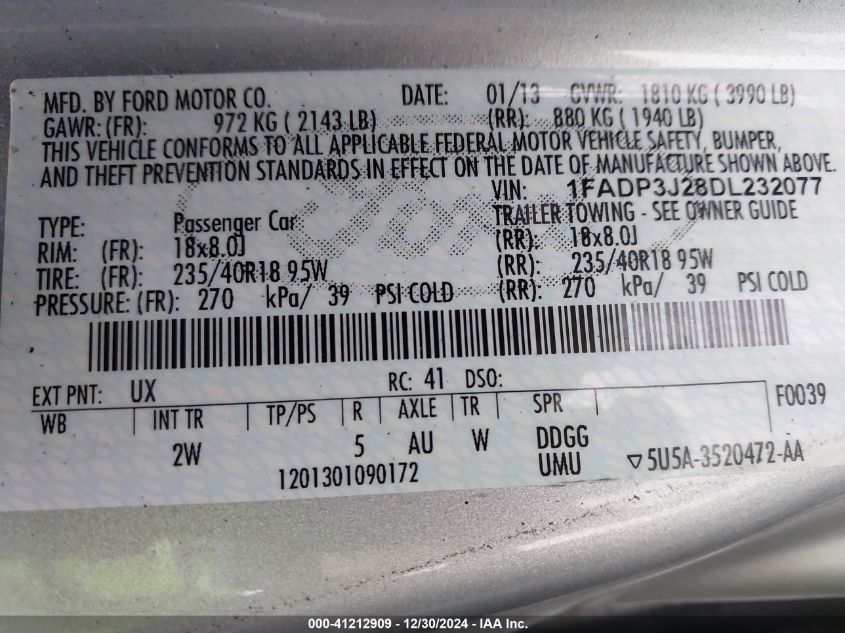 MFD. BY FORD MOTOR CO. DATE: 01/13 GVWR: 1810 KG ( 3990 LB)
GAWR: (FR): 972 KG ( 2143 LB) (RR): 880 KG ( 1940 LB)
THIS VEHICLE CONFORMS TO ALL APPLICABLE FEDERAL MOTOR VEHICLE SAFETY, BUMPER,
AND THEFT PREVENTION STANDARDS IN EFFECT ON THE DATE OF MANUFACTURE SHOWN ABOVE.
VIN: 1FADP3J28DL232077
TYPE: Passenger Car TRAILER TOWING - SEE OWNER GUIDE
RIM: (FR): 18x8.0J (RR): 18x8.0J
TIRE: (FR): 235/40R18 95W (RR): 235/40R18 95W
PRESSURE: (FR): 270 kPa/ 39 PSI COLD (RR): 270 kPa/ 39 PSI COLD
EXT PNT: UX RC: 41 DSO: F0039
WB INT TR TP/PS R AXLE TR SPR
2W 5 AU W DDGG
1201301090172 UMU ▽5U5A-3520472-AA
000-41212909 - 12/30/2024 - IAA Inc.